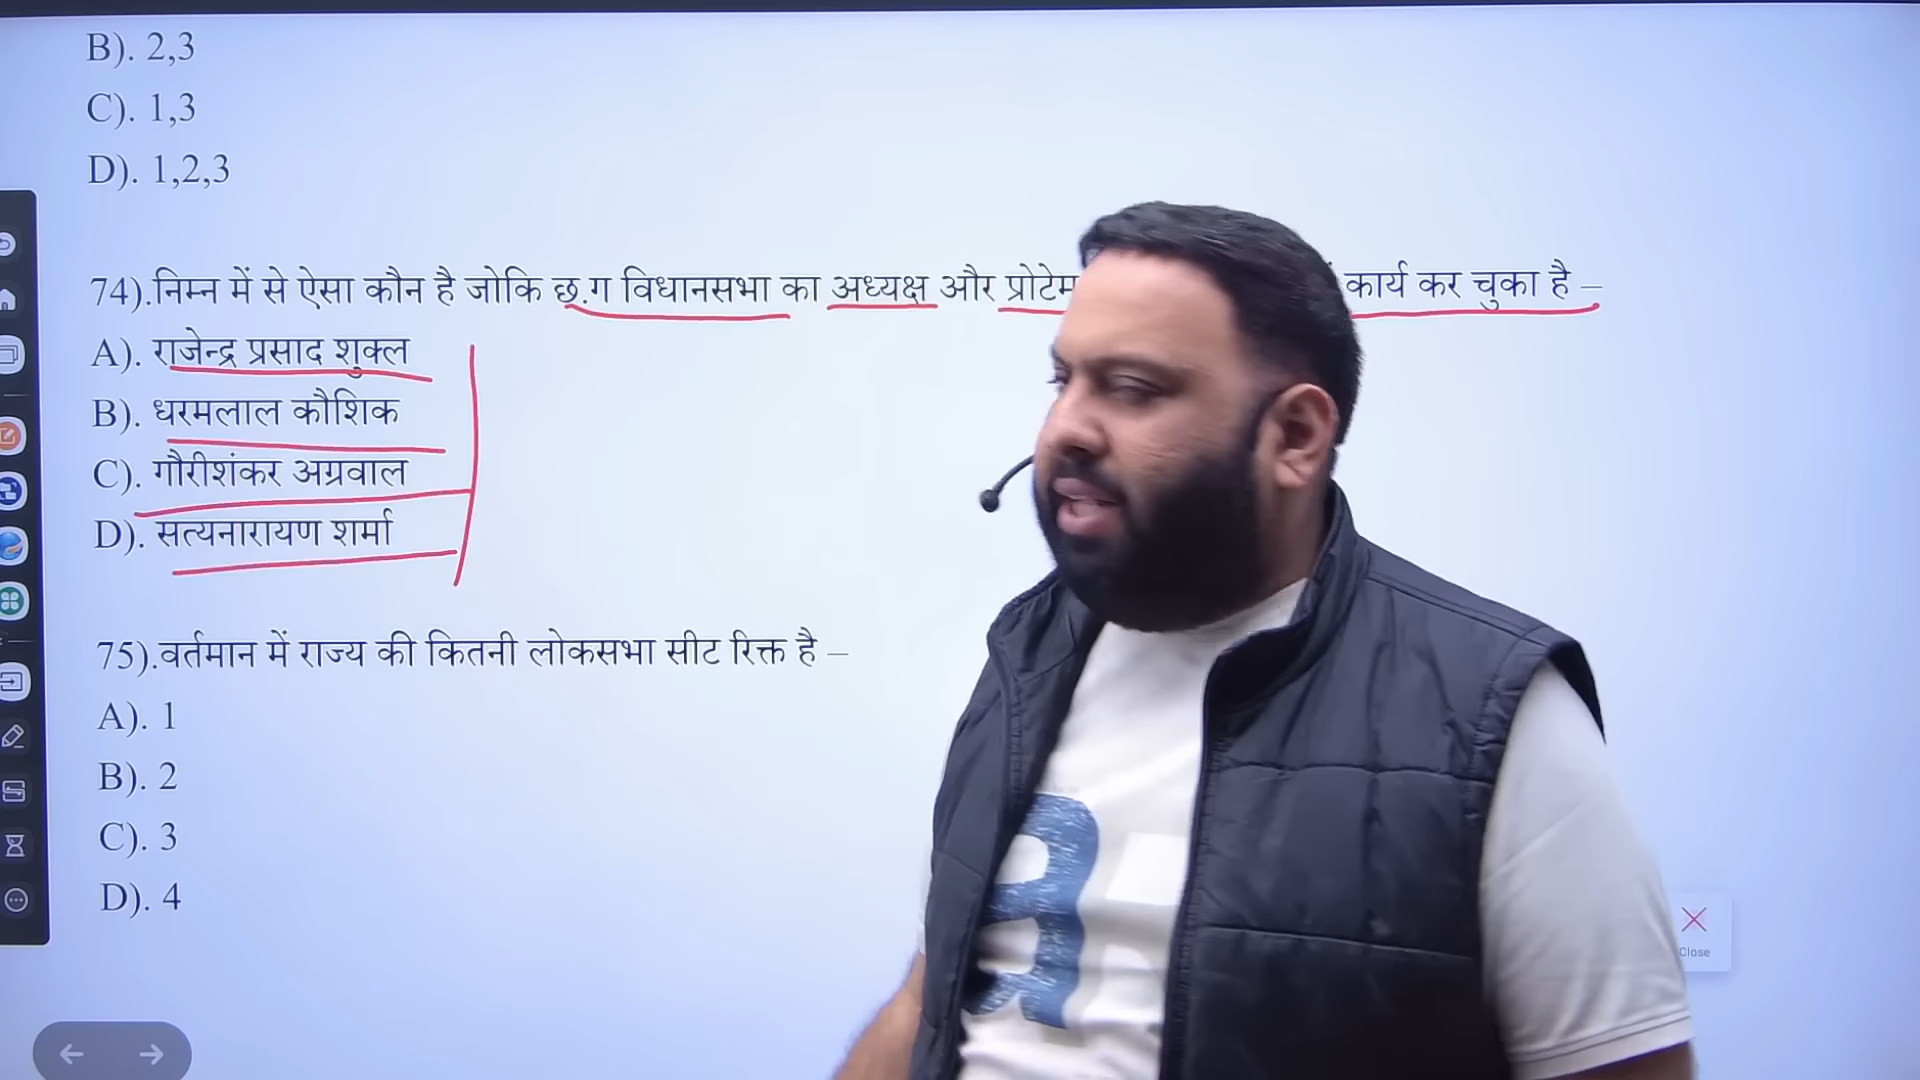 B). 2,3
C). 1,3
D). 1,2,3
74).निम्न में से ऐसा कौन है जोकि छ.ग विधानसभा का अध्यक्ष और प्रोटेम कार्य कर चुका है –
A). राजेन्द्र प्रसाद शुक्ल
B). धरमलाल कौशिक
C). गौरीशंकर अग्रवाल
D). सत्यनारायण शर्मा
75).वर्तमान में राज्य की कितनी लोकसभा सीट रिक्त है –
A). 1
B). 2
C). 3
D). 4
Close